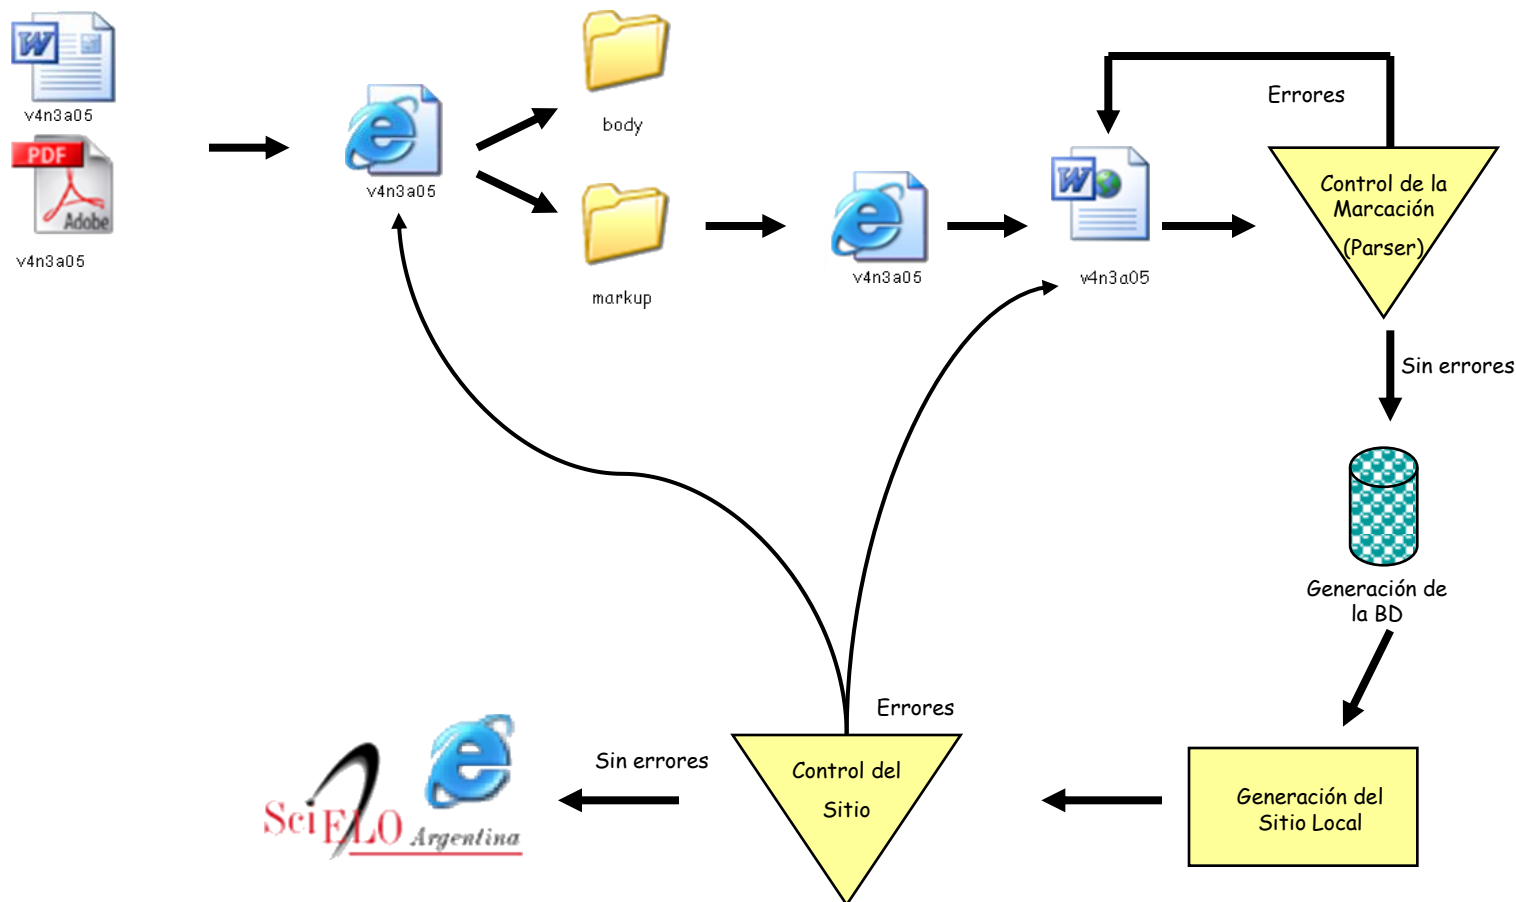 v4n3a05
PDF
Adobe
v4n3a05
v4n3a05
body
markup
v4n3a05
v4n3a05
Errores
Control de la
Marcación
(Parser)
Sin errores
Generación de
la BD
Generación del
Sitio Local
Errores
Control del
Sitio
Sin errores
SciELO
Argentina